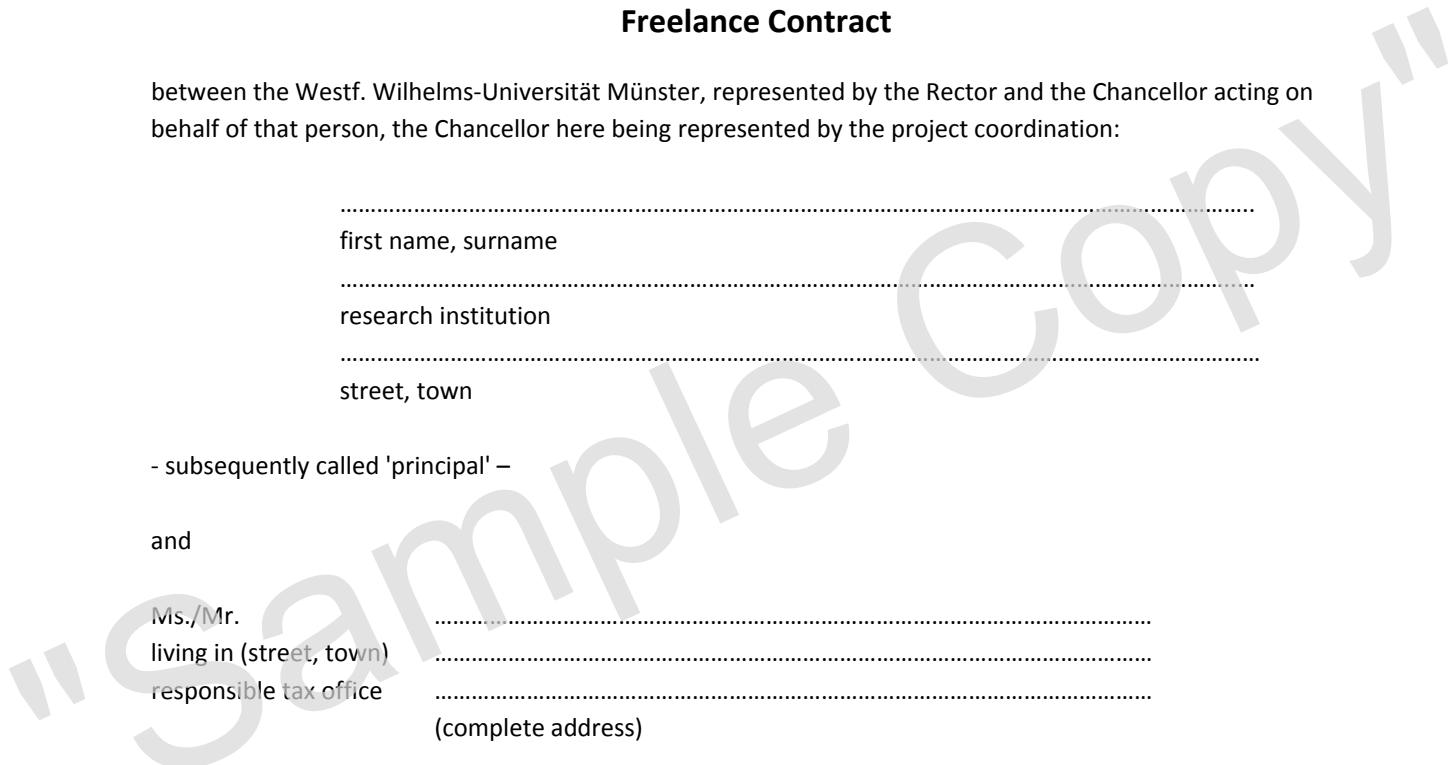 Freelance Contract
between the Westf. Wilhelms-Universität Münster, represented by the Rector and the Chancellor acting on
behalf of that person, the Chancellor here being represented by the project coordination:
………………………………………………………………………………………………………………………………..
first name, surname
………………………………………………………………………………………………………………………………..
research institution
…………………………………………………………………………………………………………………………………
street, town
- subsequently called 'principal' –
and
Ms./Mr. ……………………………………………………………………………………………………
living in (street, town) ……………………………………………………………………………………………………
responsible tax office ……………………………………………………………………………………………………
(complete address)
"Sample Copy"